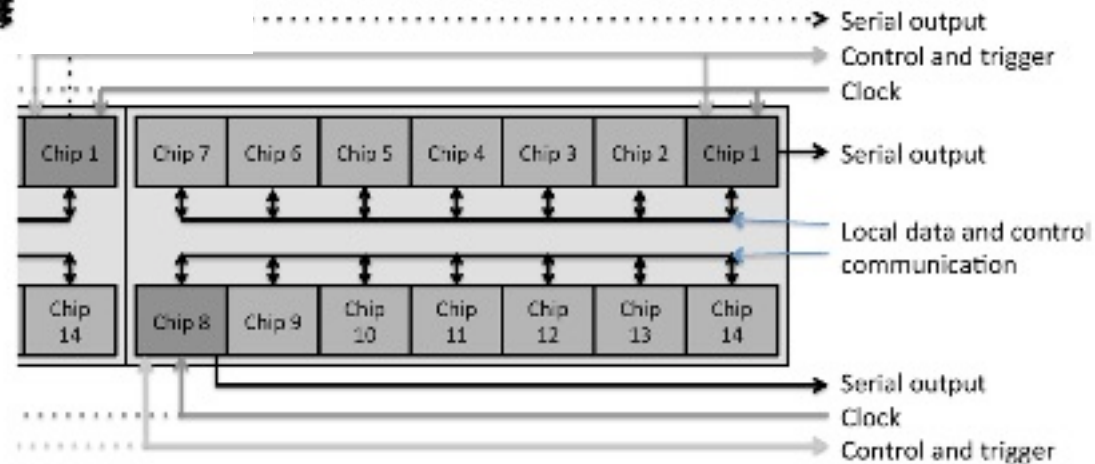 Serial output
Control and trigger
Clock
Chip 1
Chip 7
Chip 6
Chip 5
Chip 4
Chip 3
Chip 2
Chip 1
Serial output
Local data and control
communication
Chip
14
Chip 8
Chip 9
Chip
10
Chip
11
Chip
12
Chip
13
Chip
14
Serial output
Clock
Control and trigger